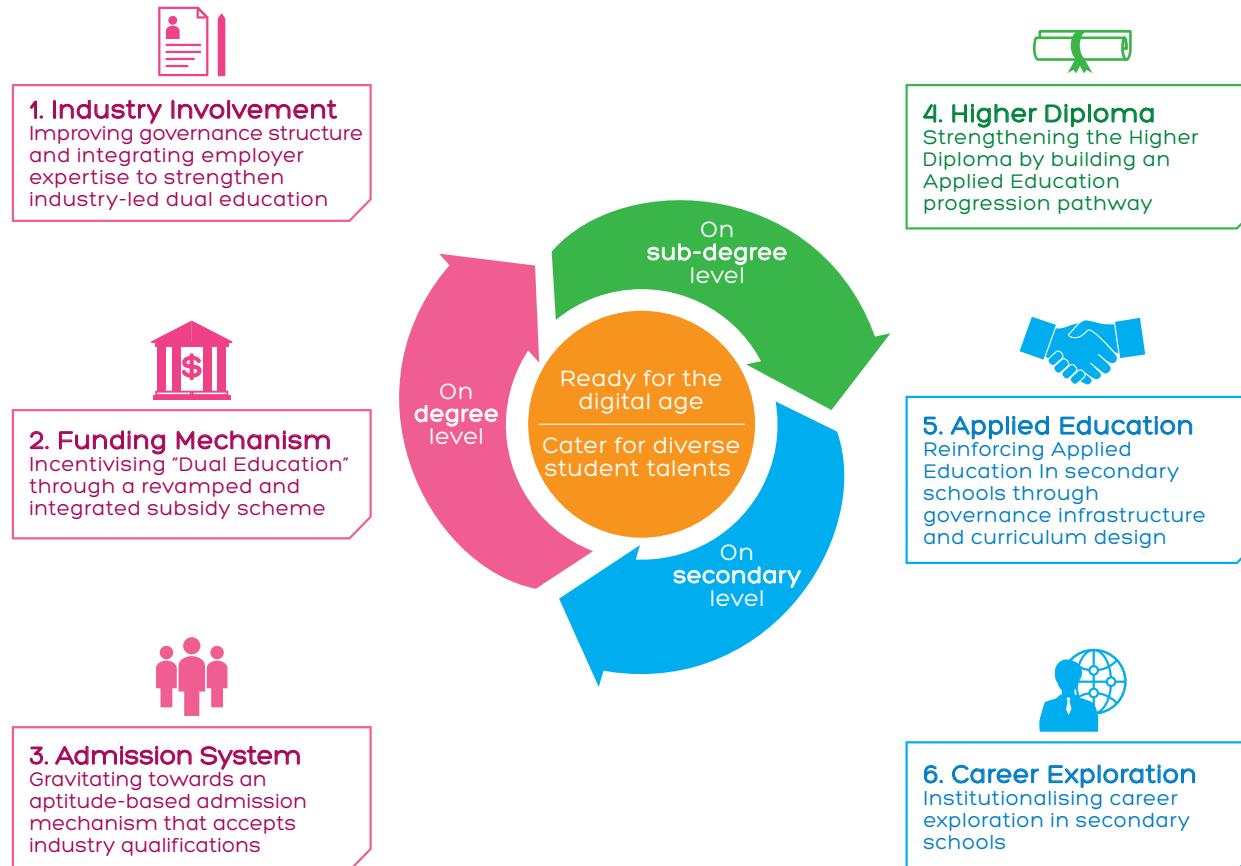 1. Industry Involvement
Improving governance structure
and integrating employer
expertise to strengthen
industry-led dual education
2. Funding Mechanism
Incentivising “Dual Education”
through a revamped and
integrated subsidy scheme
3. Admission System
Gravitating towards an
aptitude-based admission
mechanism that accepts
industry qualifications
On
sub-degree
level
On
degree
level
Ready for the
digital age
Cater for diverse
student talents
On
secondary
level
4. Higher Diploma
Strengthening the Higher
Diploma by building an
Applied Education
progression pathway
5. Applied Education
Reinforcing Applied
Education In secondary
schools through
governance infrastructure
and curriculum design
6. Career Exploration
Institutionalising career
exploration in secondary
schools
$